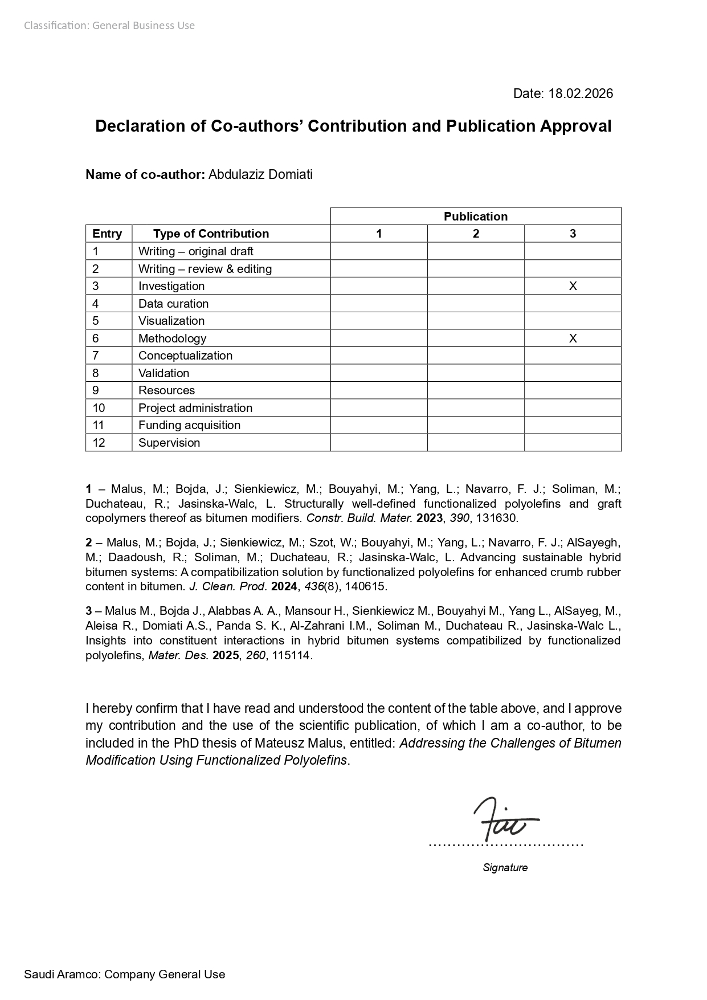 Classification: General Business Use
Date: 18.02.2026
Declaration of Co-authors’ Contribution and Publication Approval
Name of co-author: Abdulaziz Domiati
Publication
Entry Type of Contribution 1 2 3
1 Writing – original draft
2 Writing – review & editing
3 Investigation X
4 Data curation
5 Visualization
6 Methodology X
7 Conceptualization
8 Validation
9 Resources
10 Project administration
11 Funding acquisition
12 Supervision
1 – Malus, M.; Bojda, J.; Sienkiewicz, M.; Bouyahyi, M.; Yang, L.; Navarro, F. J.; Soliman, M.;
Duchateau, R.; Jasinska-Walc, L. Structurally well-defined functionalized polyolefins and graft
copolymers thereof as bitumen modifiers. Constr. Build. Mater. 2023, 390, 131630.
2 – Malus, M.; Bojda, J.; Sienkiewicz, M.; Szot, W.; Bouyahyi, M.; Yang, L.; Navarro, F. J.; AlSayegh,
M.; Daadoush, R.; Soliman, M.; Duchateau, R.; Jasinska-Walc, L. Advancing sustainable hybrid
bitumen systems: A compatibilization solution by functionalized polyolefins for enhanced crumb rubber
content in bitumen. J. Clean. Prod. 2024, 436(8), 140615.
3 – Malus M., Bojda J., Alabbas A. A., Mansour H., Sienkiewicz M., Bouyahyi M., Yang L., AlSayeg, M.,
Aleisa R., Domiati A.S., Panda S. K., Al-Zahrani I.M., Soliman M., Duchateau R., Jasinska-Walc L.,
Insights into constituent interactions in hybrid bitumen systems compatibilized by functionalized
polyolefins, Mater. Des. 2025, 260, 115114.
I hereby confirm that I have read and understood the content of the table above, and I approve
my contribution and the use of the scientific publication, of which I am a co-author, to be
included in the PhD thesis of Mateusz Malus, entitled: Addressing the Challenges of Bitumen
Modification Using Functionalized Polyolefins.
Signature
Saudi Aramco: Company General Use